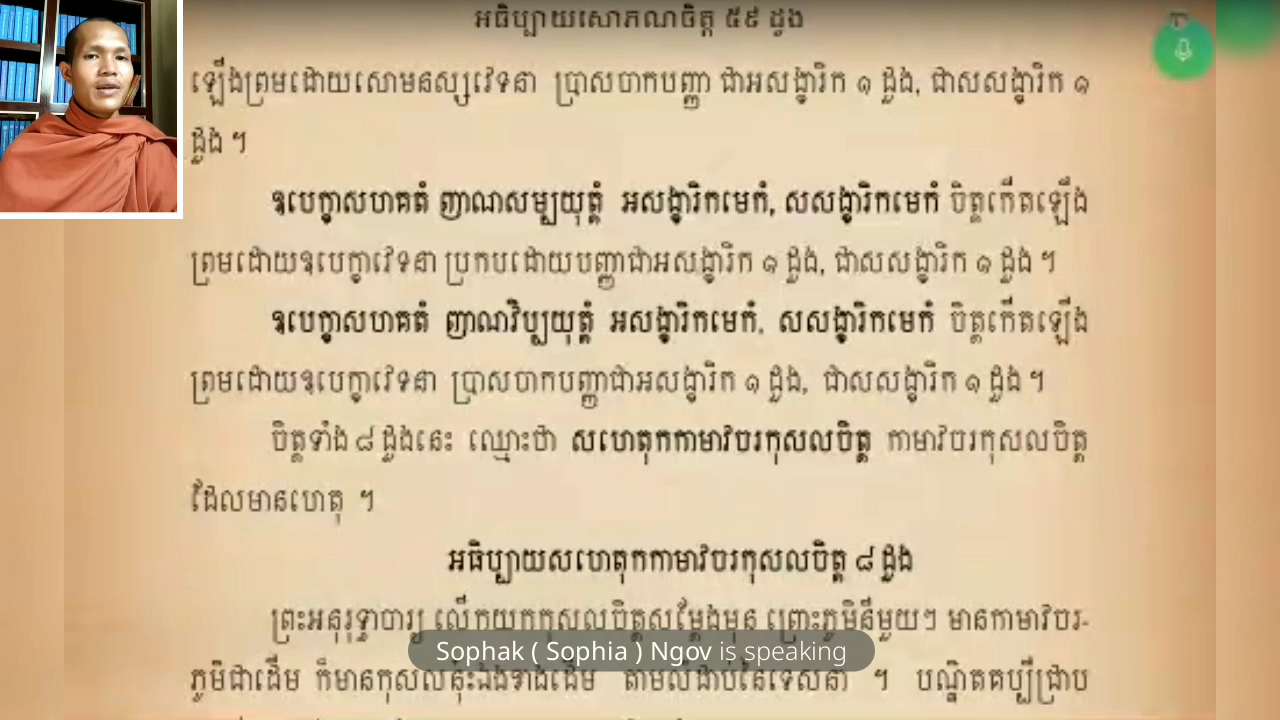 អធិប្បាយសោភណចិត្ត ៥៩ ដួង
ឡើងព្រមដោយសោមនស្សវេទនា ប្រាសចាកបញ្ញា ជាអសង្ខារិក ១ ដួង, ជាសសង្ខារិក ១
ដួង ។
ឧបេក្ខាសហគតំ ញាណសម្បយុត្តំ អសង្ខារិកមេកំ, សសង្ខារិកមេកំ ចិត្តកើតឡើង
ព្រមដោយឧបេក្ខាវេទនា ប្រកបដោយបញ្ញាជាអសង្ខារិក ១ ដួង, ជាសសង្ខារិក ១ ដួង ។
ឧបេក្ខាសហគតំ ញាណវិប្បយុត្តំ អសង្ខារិកមេកំ, សសង្ខារិកមេកំ ចិត្តកើតឡើង
ព្រមដោយឧបេក្ខាវេទនា ប្រាសចាកបញ្ញាជាអសង្ខារិក ១ ដួង, ជាសសង្ខារិក ១ ដួង ។
ចិត្តទាំង ៨ ដួងនេះ ឈ្មោះថា សហេតុកកាមាវចរកុសលចិត្ត កាមាវចរកុសលចិត្ត
ដែលមានហេតុ ។
អធិប្បាយសហេតុកកាមាវចរកុសលចិត្ត ៨ ដួង
ព្រះអនុរុទ្ធាចារ្យ លើកយកកុសលចិត្តសម្ដែងមុន ព្រោះភូមិនីមួយៗ មានកាមាវចរ-
Sophak ( Sophia ) Ngov is speaking
ភូមិជាដើម ក៏មានកុសលនុ៎ះឯងខាងដើម តាមលំដាប់នៃទេសនា ។ បណ្ឌិតគប្បីជ្រាប